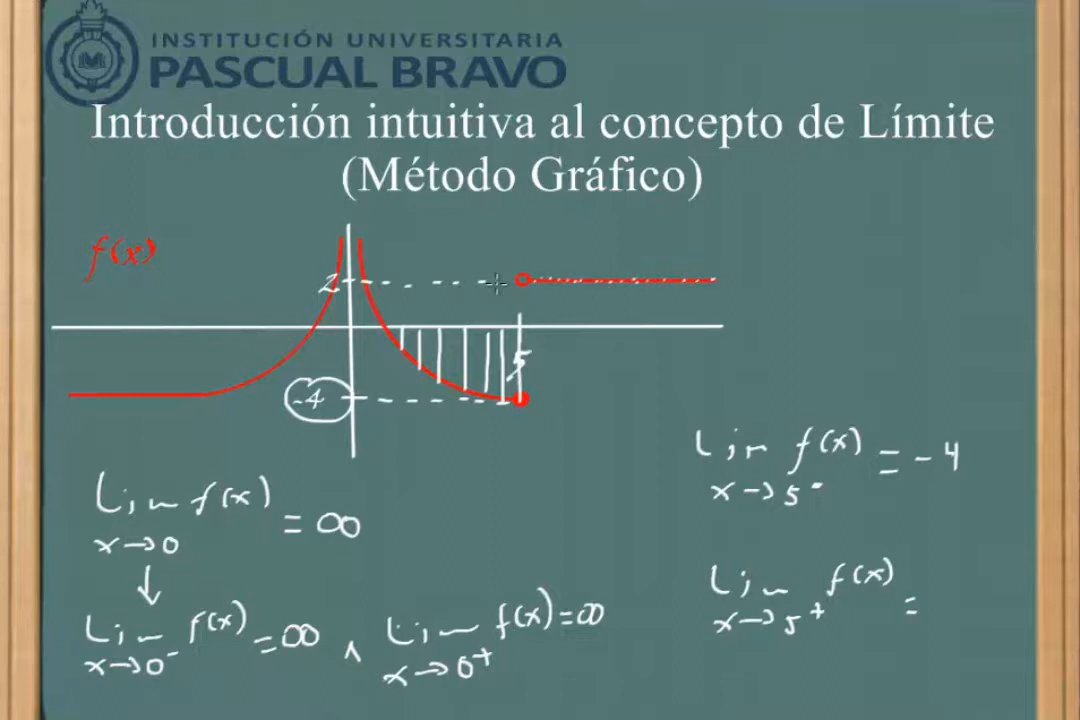 INSTITUCIÓN UNIVERSITARIA
PASCUAL BRAVO
Introducción intuitiva al concepto de Límite
(Método Gráfico)
f(x)
2
5
-4
Lim f(x) = ∞
x→0
↓
Lim f(x) = ∞ ∧ Lim f(x) = ∞
x→0⁻ x→0⁺
Lim f(x) = -4
x→5⁻
Lim f(x) =
x→5⁺